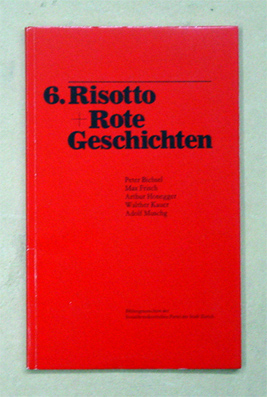 6. Risotto
+ Rote
Geschichten
Peter Bichsel
Max Frisch
Arthur Honegger
Walther Kauer
Adolf Muschg